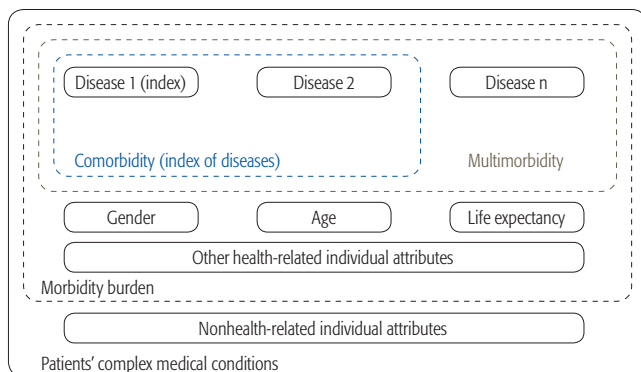 Disease 1 (index)
Disease 2
Disease n
Comorbidity (index of diseases)
Multimorbidity
Gender
Age
Life expectancy
Other health-related individual attributes
Morbidity burden
Nonhealth-related individual attributes
Patients' complex medical conditions